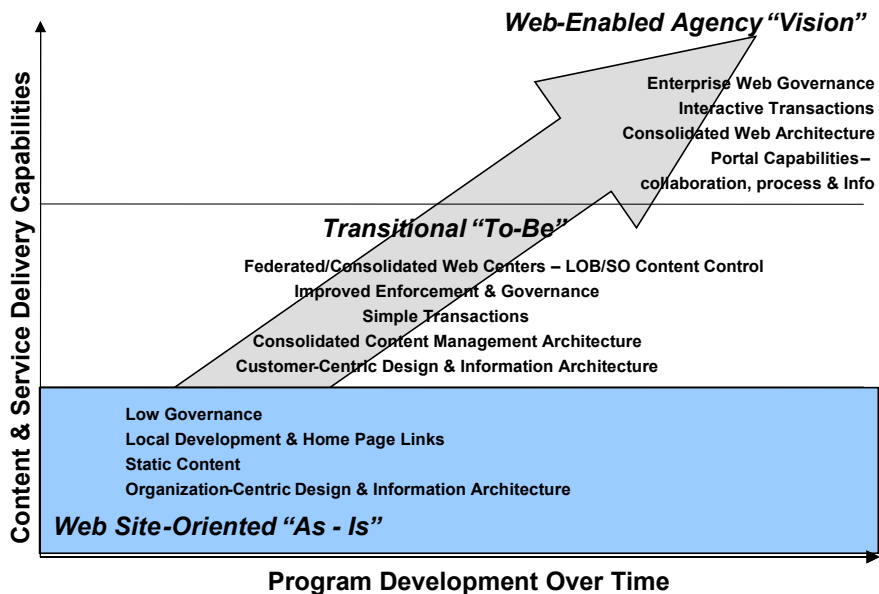 Web-Enabled Agency “Vision”
Enterprise Web Governance
Interactive Transactions
Consolidated Web Architecture
Portal Capabilities –
collaboration, process & Info
Transitional “To-Be”
Federated/Consolidated Web Centers – LOB/SO Content Control
Improved Enforcement & Governance
Simple Transactions
Consolidated Content Management Architecture
Customer-Centric Design & Information Architecture
Low Governance
Local Development & Home Page Links
Static Content
Organization-Centric Design & Information Architecture
Web Site-Oriented “As - Is”
Content & Service Delivery Capabilities
Program Development Over Time